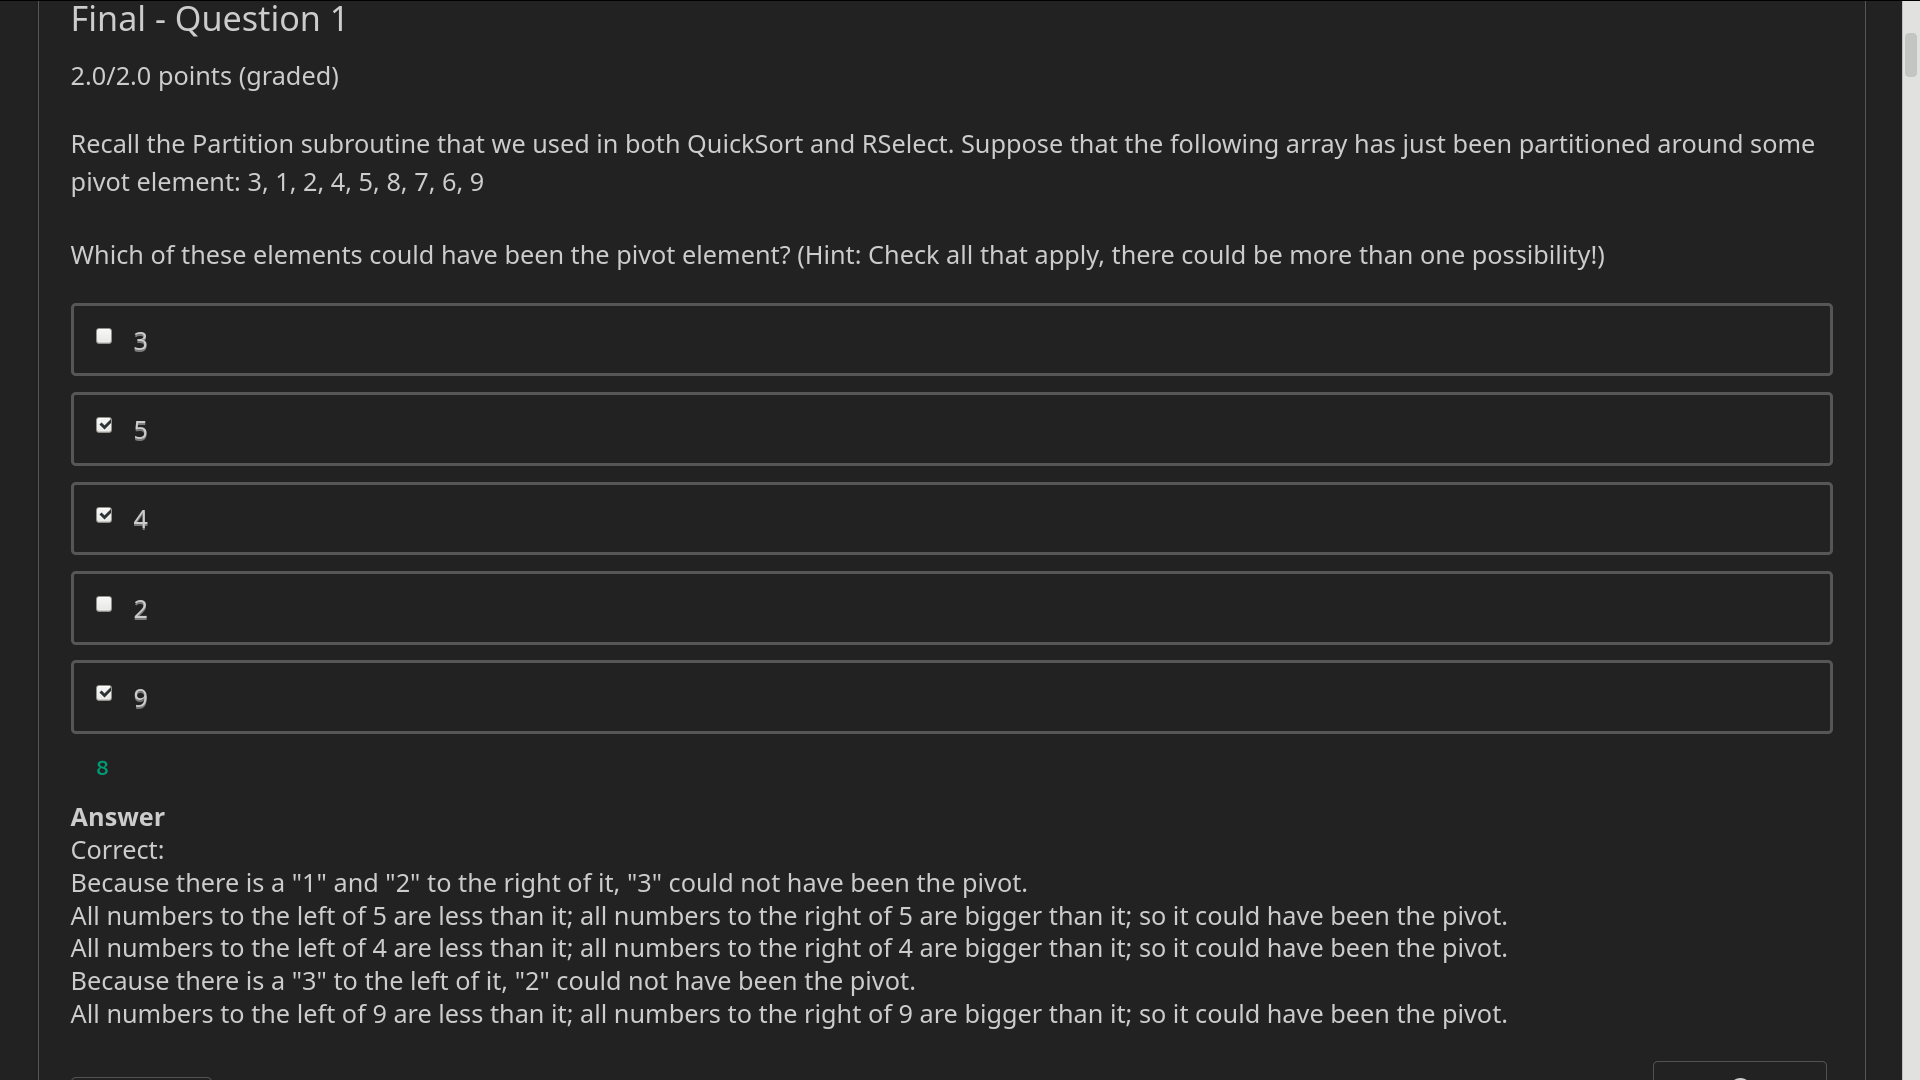 Final - Question 1
2.0/2.0 points (graded)
Recall the Partition subroutine that we used in both QuickSort and RSelect. Suppose that the following array has just been partitioned around some
pivot element: 3, 1, 2, 4, 5, 8, 7, 6, 9
Which of these elements could have been the pivot element? (Hint: Check all that apply, there could be more than one possibility!)
3
5
4
2
9
8
Answer
Correct:
Because there is a "1" and "2" to the right of it, "3" could not have been the pivot.
All numbers to the left of 5 are less than it; all numbers to the right of 5 are bigger than it; so it could have been the pivot.
All numbers to the left of 4 are less than it; all numbers to the right of 4 are bigger than it; so it could have been the pivot.
Because there is a "3" to the left of it, "2" could not have been the pivot.
All numbers to the left of 9 are less than it; all numbers to the right of 9 are bigger than it; so it could have been the pivot.